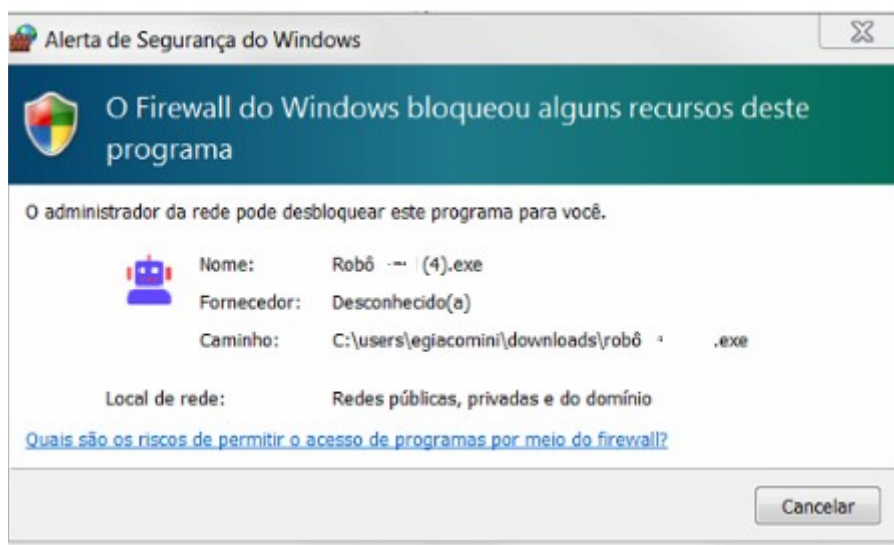 Alerta de Segurança do Windows
O Firewall do Windows bloqueou alguns recursos deste
programa
O administrador da rede pode desbloquear este programa para você.
Nome: Robô (4).exe
Fornecedor: Desconhecido(a)
Caminho: C:\users\egiacomini\downloads\robô .exe
Local de rede: Redes públicas, privadas e do domínio
Quais são os riscos de permitir o acesso de programas por meio do firewall?
Cancelar